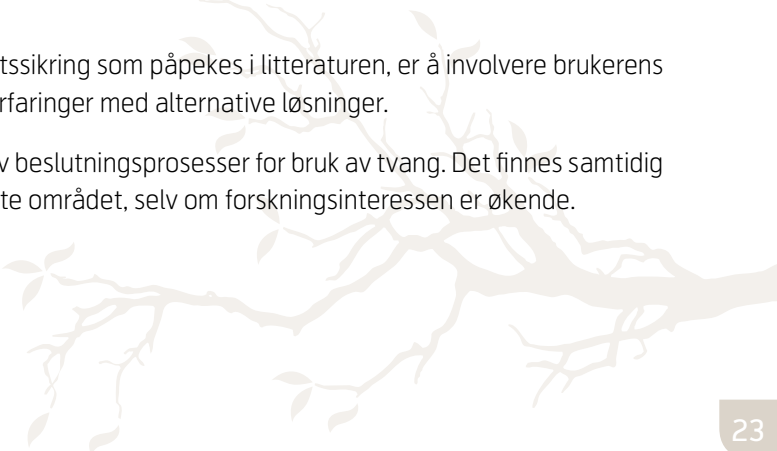 tssikring som påpekes i litteraturen, er å involvere brukerens
rfaringer med alternative løsninger.
v beslutningsprosesser for bruk av tvang. Det finnes samtidig
te området, selv om forskningsinteressen er økende.
23